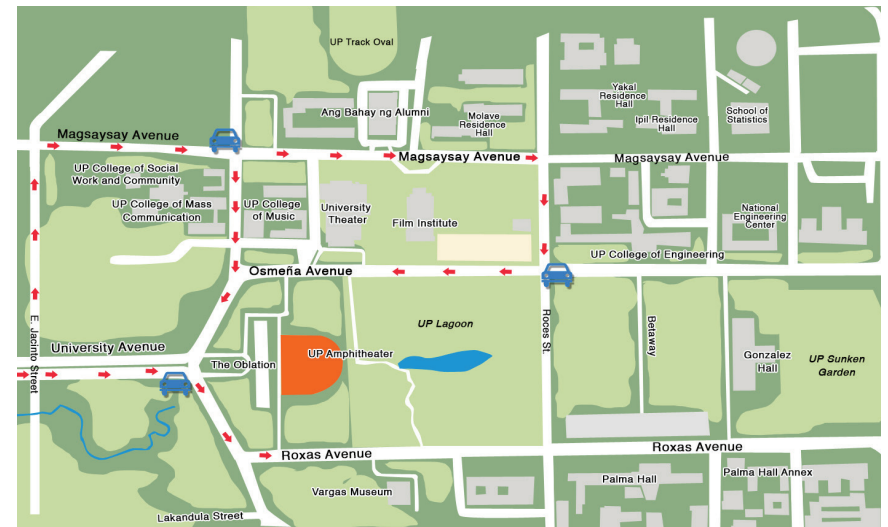 UP Track Oval
Ang Bahay ng Alumni
Molave
Residence
Hall
Yakal
Residence
Hall
Ipil Residence
Hall
School of
Statistics
Magsaysay Avenue
Magsaysay Avenue
Magsaysay Avenue
UP College of Social
Work and Community
UP College of Mass
Communication
UP College
of Music
University
Theater
Film Institute
National
Engineering
Center
UP College of Engineering
Osmeña Avenue
E. Jacinto Street
University Avenue
The Oblation
UP Amphitheater
UP Lagoon
Roces St.
Betaway
Gonzalez
Hall
UP Sunken
Garden
Roxas Avenue
Roxas Avenue
Vargas Museum
Palma Hall
Palma Hall Annex
Lakandula Street